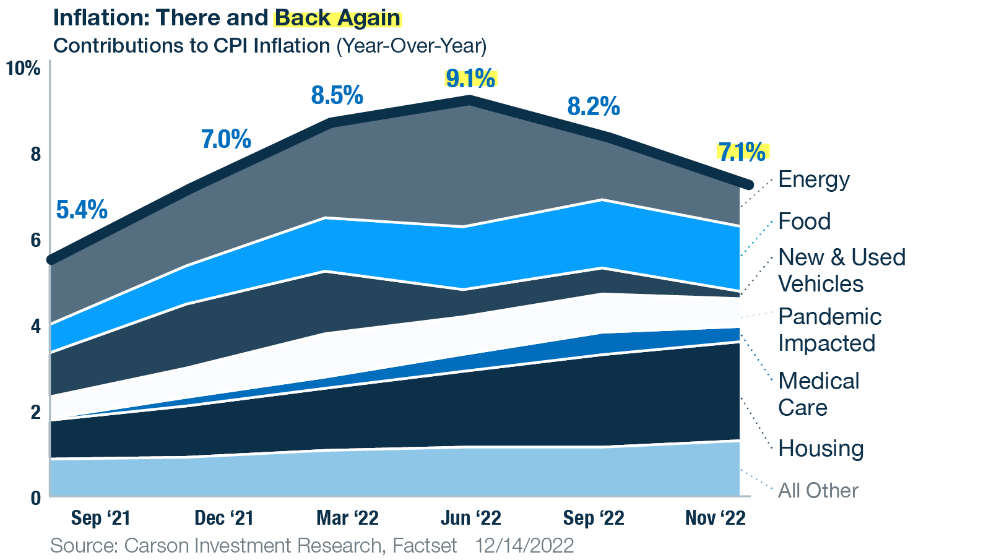 Inflation: There and Back Again
Contributions to CPI Inflation (Year-Over-Year)
10%
8
6
4
2
0
5.4%
7.0%
8.5%
9.1%
8.2%
7.1%
Energy
Food
New & Used
Vehicles
Pandemic
Impacted
Medical
Care
Housing
All Other
Sep ‘21
Dec ‘21
Mar ‘22
Jun ‘22
Sep ‘22
Nov ‘22
Source: Carson Investment Research, Factset 12/14/2022